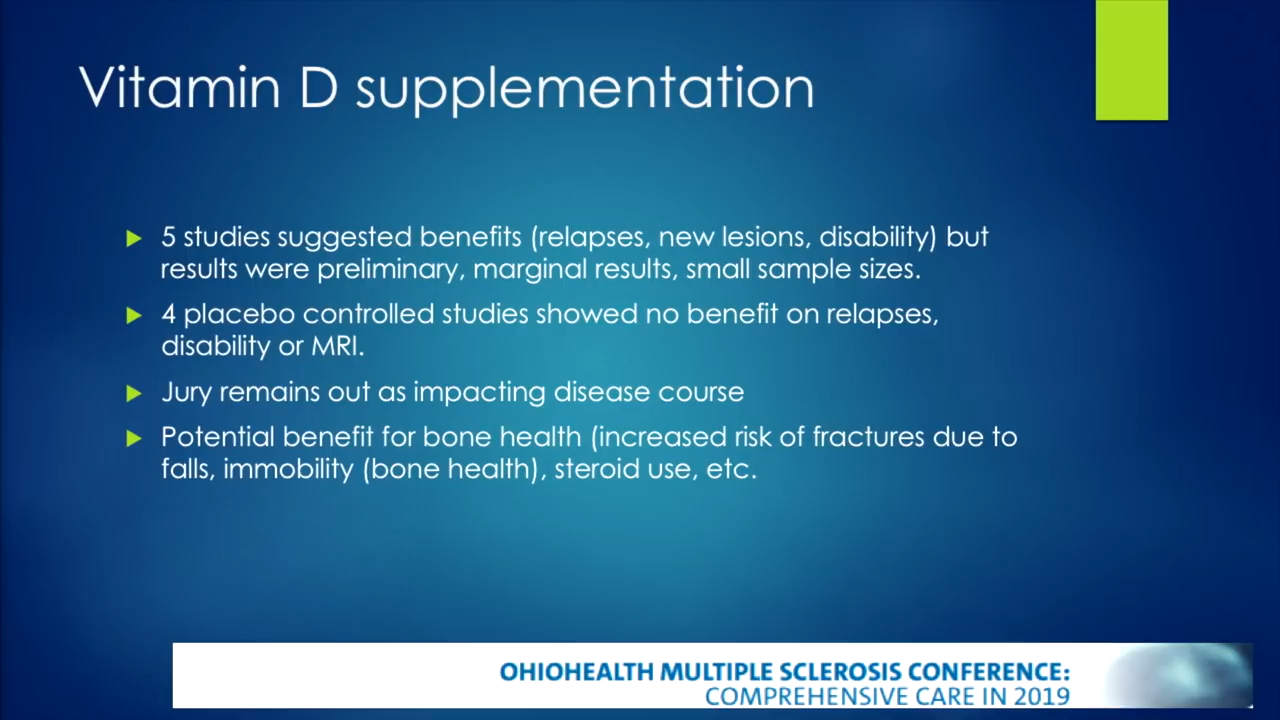 Vitamin D supplementation
5 studies suggested benefits (relapses, new lesions, disability) but
results were preliminary, marginal results, small sample sizes.
4 placebo controlled studies showed no benefit on relapses,
disability or MRI.
Jury remains out as impacting disease course
Potential benefit for bone health (increased risk of fractures due to
falls, immobility (bone health), steroid use, etc.
OHIOHEALTH MULTIPLE SCLEROSIS CONFERENCE:
COMPREHENSIVE CARE IN 2019